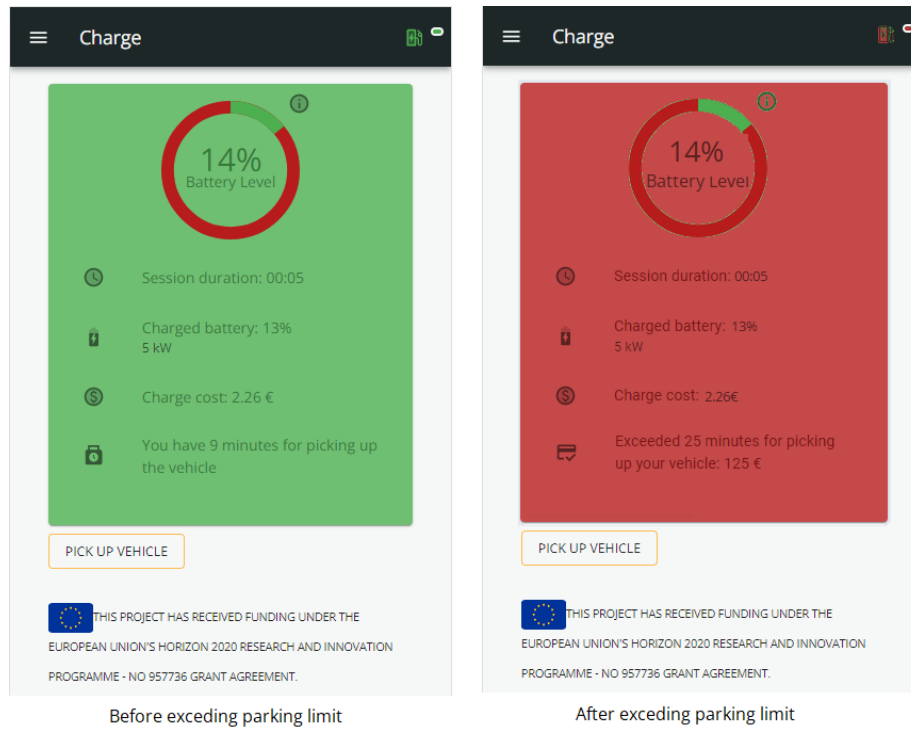 Charge
14%
Battery Level
Session duration: 00:05
Charged battery: 13%
5 kW
Charge cost: 2.26 €
You have 9 minutes for picking up
the vehicle
PICK UP VEHICLE
THIS PROJECT HAS RECEIVED FUNDING UNDER THE
EUROPEAN UNION'S HORIZON 2020 RESEARCH AND INNOVATION
PROGRAMME - NO 957736 GRANT AGREEMENT.
Before exceding parking limit
Charge
14%
Battery Level
Session duration: 00:05
Charged battery: 13%
5 kW
Charge cost: 2.26€
Exceeded 25 minutes for picking
up your vehicle: 125 €
PICK UP VEHICLE
THIS PROJECT HAS RECEIVED FUNDING UNDER THE
EUROPEAN UNION'S HORIZON 2020 RESEARCH AND INNOVATION
PROGRAMME - NO 957736 GRANT AGREEMENT.
After exceding parking limit